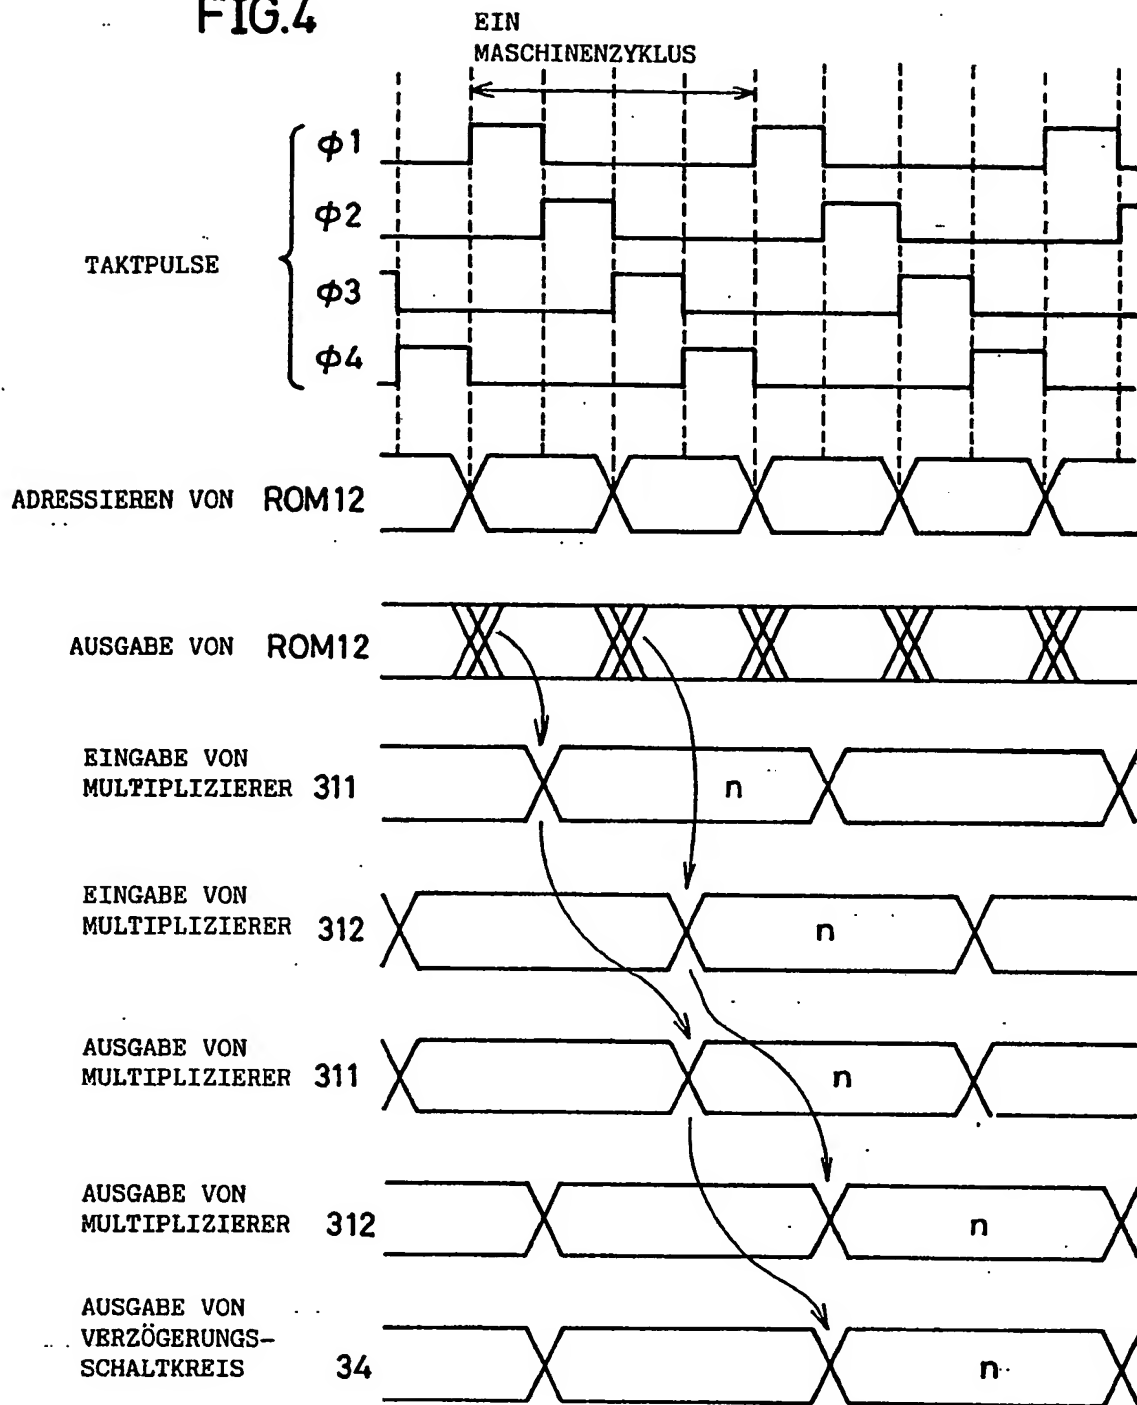 FIG.4
EIN
MASCHINENZYKLUS
TAKTPULSE
ϕ1
ϕ2
ϕ3
ϕ4
ADRESSIEREN VON ROM12
AUSGABE VON ROM12
EINGABE VON
MULTIPLIZIERER 311
n
EINGABE VON
MULTIPLIZIERER 312
n
AUSGABE VON
MULTIPLIZIERER 311
n
AUSGABE VON
MULTIPLIZIERER 312
n
AUSGABE VON
VERZÖGERUNGS-
SCHALTKREIS 34
n